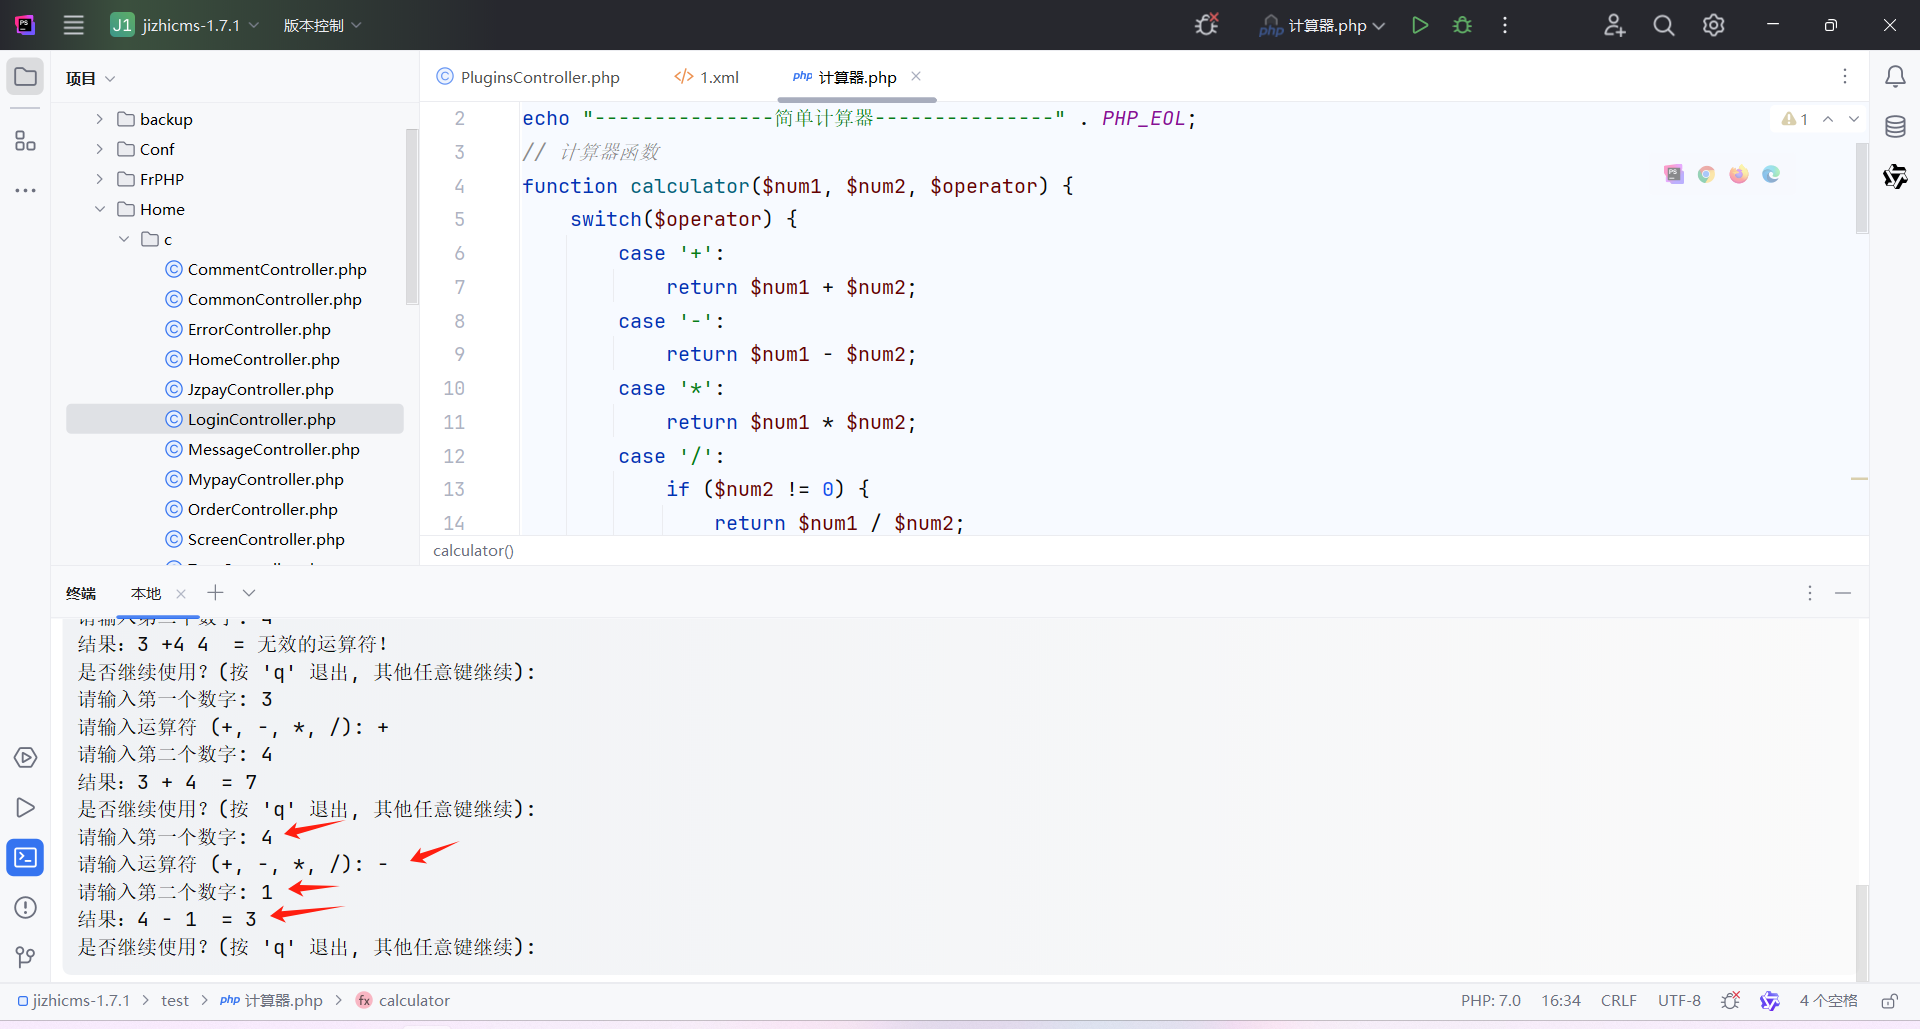 J1 jizhicms-1.7.1 版本控制 php 计算器.php
项目
PluginsController.php
1.xml
php 计算器.php
backup
Conf
FrPHP
Home
c
CommentController.php
CommonController.php
ErrorController.php
HomeController.php
JzpayController.php
LoginController.php
MessageController.php
MypayController.php
OrderController.php
ScreenController.php
2 echo "---------------简单计算器---------------" . PHP_EOL;
3 // 计算器函数
4 function calculator($num1, $num2, $operator) {
5 switch($operator) {
6 case '+':
7 return $num1 + $num2;
8 case '-':
9 return $num1 - $num2;
10 case '*':
11 return $num1 * $num2;
12 case '/':
13 if ($num2 != 0) {
14 return $num1 / $num2;
1
calculator()
终端 本地
请输入第二个数字: 4
结果: 3 +4 4  = 无效的运算符!
是否继续使用? (按 'q' 退出, 其他任意键继续):
请输入第一个数字: 3
请输入运算符 (+, -, *, /): +
请输入第二个数字: 4
结果: 3 + 4  = 7
是否继续使用? (按 'q' 退出, 其他任意键继续):
请输入第一个数字: 4
请输入运算符 (+, -, *, /): -
请输入第二个数字: 1
结果: 4 - 1  = 3
是否继续使用? (按 'q' 退出, 其他任意键继续):
jizhicms-1.7.1 > test > php 计算器.php > fx calculator
PHP: 7.0 16:34 CRLF UTF-8 4 个空格